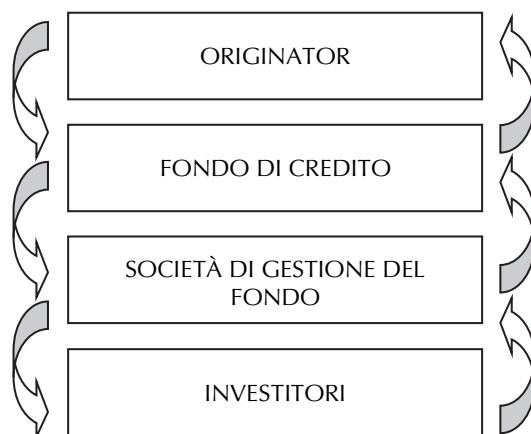 ORIGINATOR
FONDO DI CREDITO
SOCIETÀ DI GESTIONE DEL
FONDO
INVESTITORI